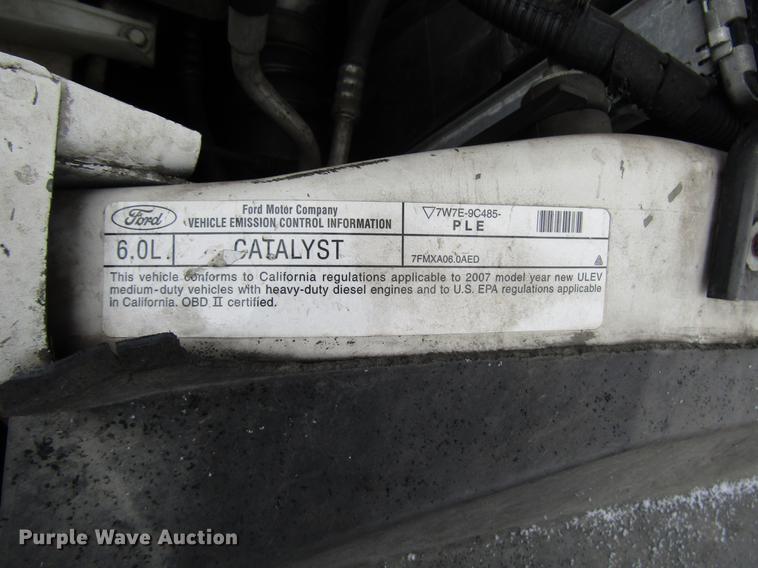 Ford
Ford Motor Company
VEHICLE EMISSION CONTROL INFORMATION
▽7W7E-9C485-
PLE
6.0L
CATALYST
7FMXA06.0AED
This vehicle conforms to California regulations applicable to 2007 model year new ULEV
medium-duty vehicles with heavy-duty diesel engines and to U.S. EPA regulations applicable
in California. OBD II certified.
Purple Wave Auction